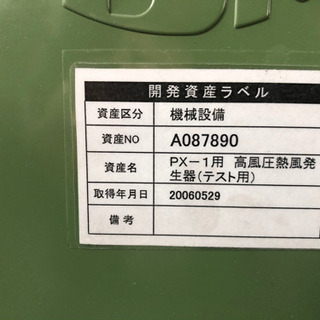 開発資産ラベル
資産区分 機械設備
資産NO A087890
資産名 PX-1用 高風圧熱風発
生器(テスト用)
取得年月日 20060529
備考